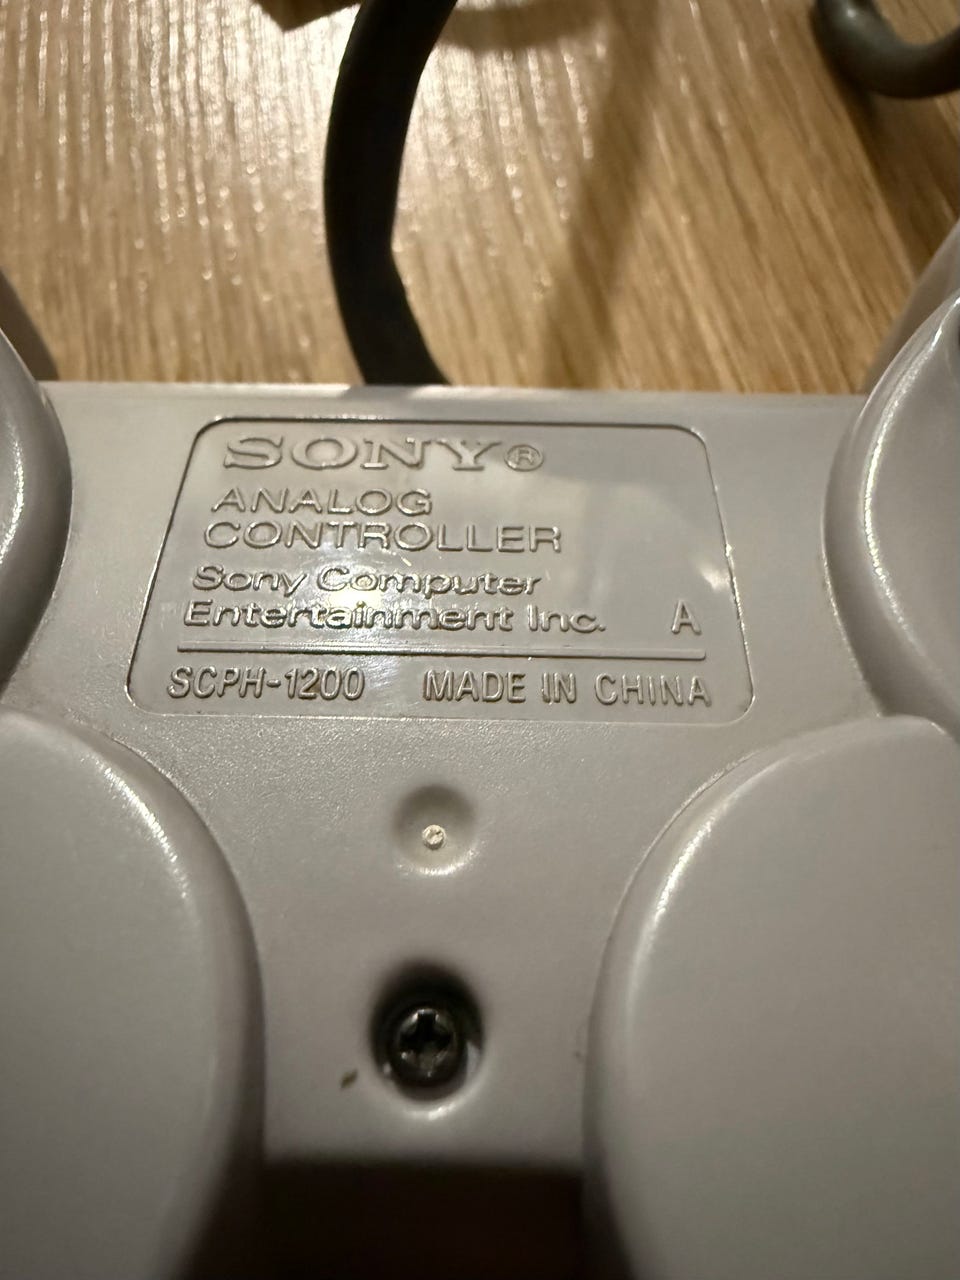 SONY®
ANALOG
CONTROLLER
Sony Computer
Entertainment Inc. A
SCPH-1200 MADE IN CHINA